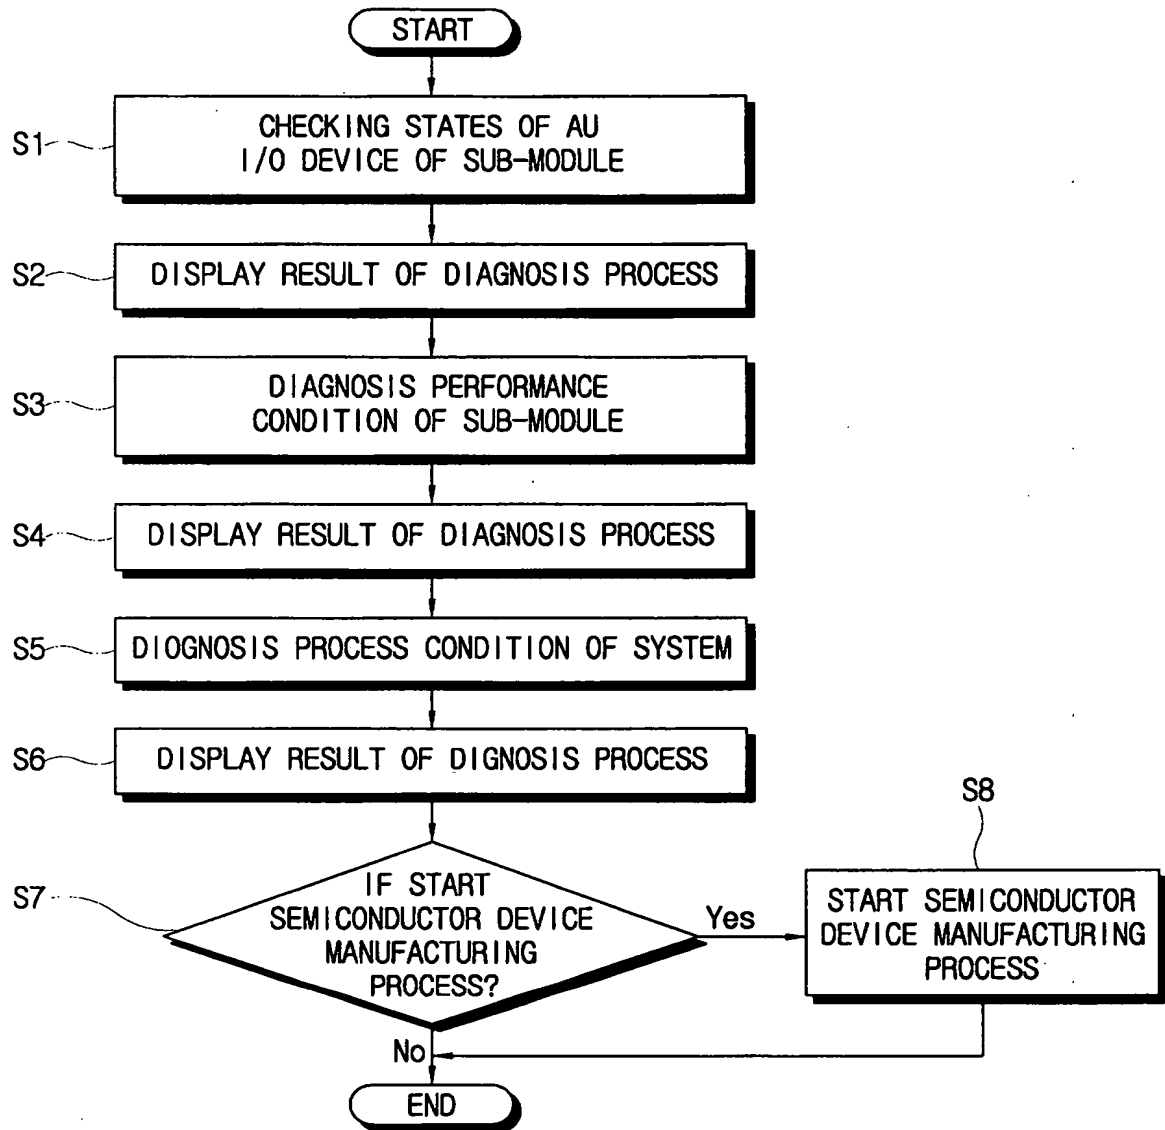 START
S1
CHECKING STATES OF AU
I/O DEVICE OF SUB-MODULE
S2
DISPLAY RESULT OF DIAGNOSIS PROCESS
S3
DIAGNOSIS PERFORMANCE
CONDITION OF SUB-MODULE
S4
DISPLAY RESULT OF DIAGNOSIS PROCESS
S5
DIOGNOSIS PROCESS CONDITION OF SYSTEM
S6
DISPLAY RESULT OF DIGNOSIS PROCESS
S7
IF START
SEMICONDUCTOR DEVICE
MANUFACTURING
PROCESS?
Yes
S8
START SEMICONDUCTOR
DEVICE MANUFACTURING
PROCESS
No
END